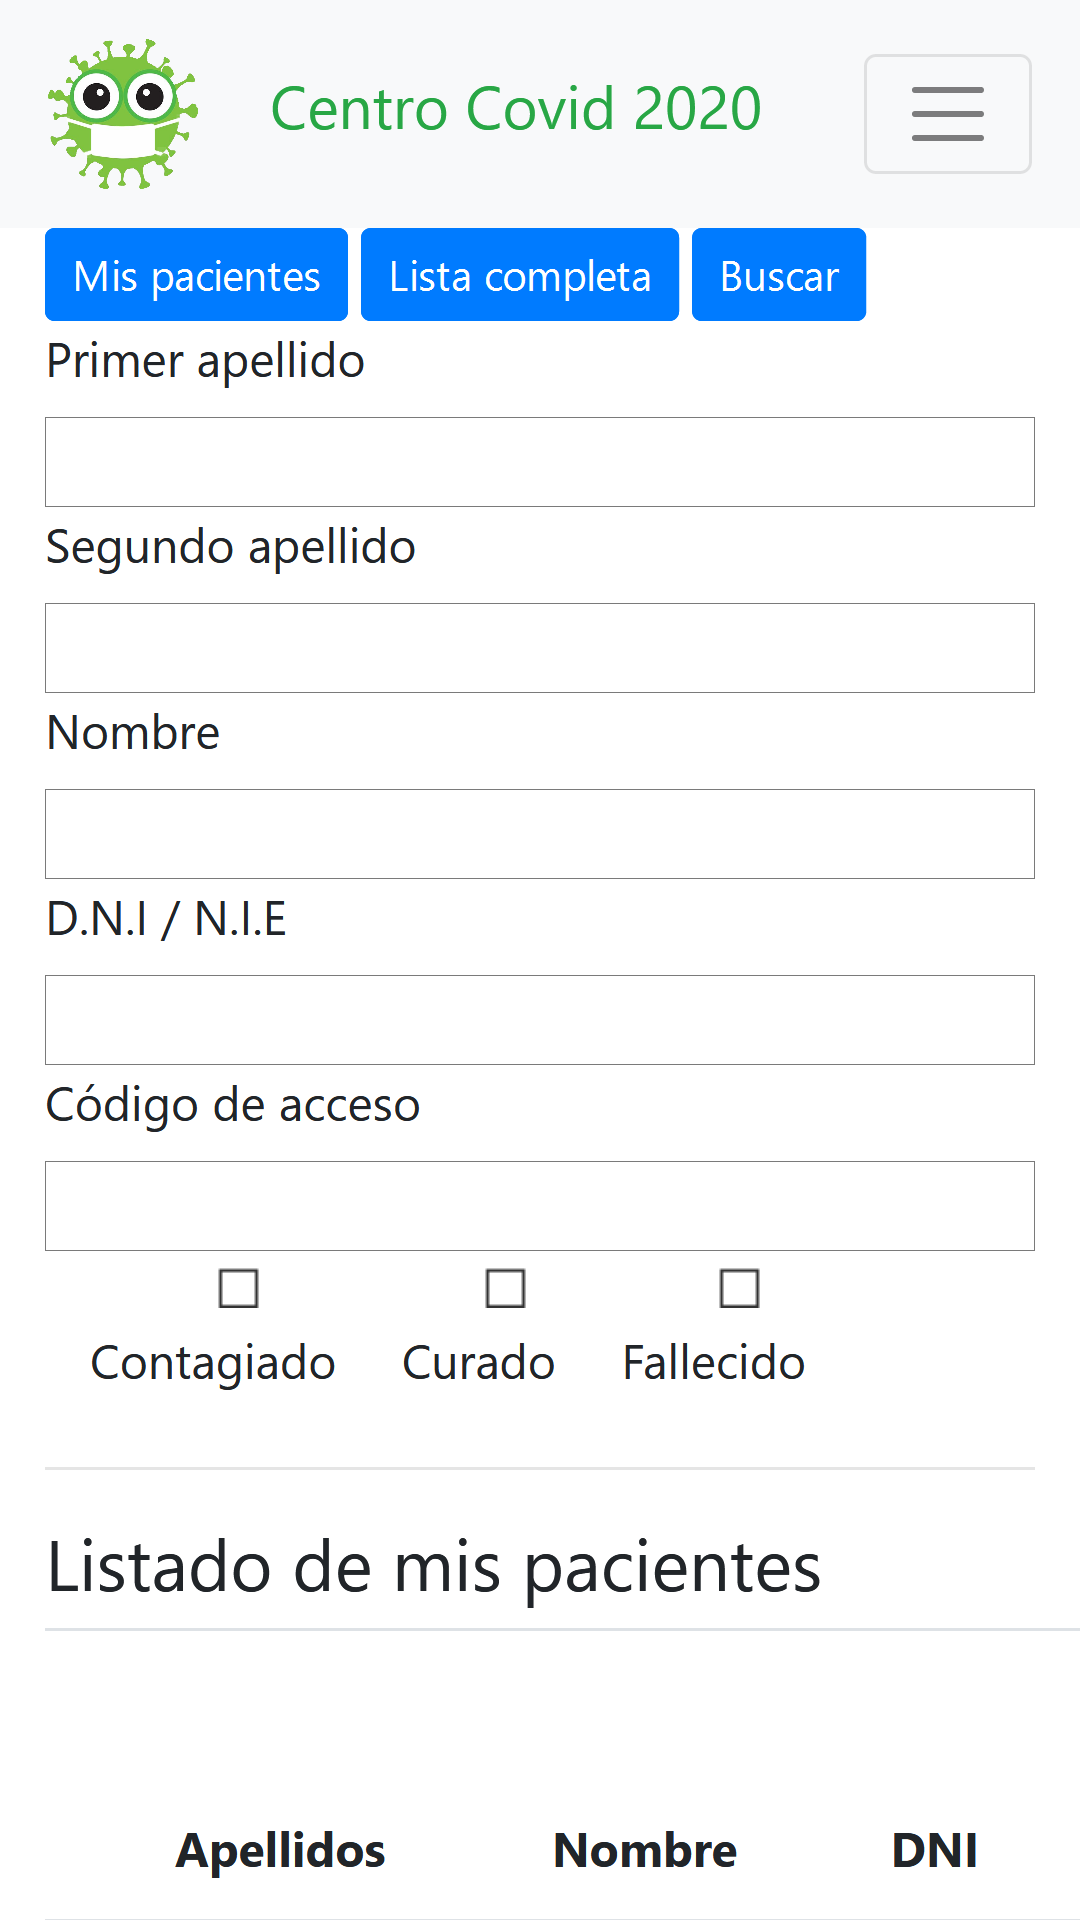 Centro Covid 2020
Mis pacientes Lista completa Buscar
Primer apellido
Segundo apellido
Nombre
D.N.I / N.I.E
Código de acceso
Contagiado Curado Fallecido
Listado de mis pacientes
Apellidos Nombre DNI